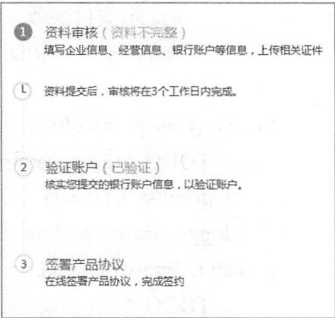 1 资料审核（资料不完整）
填写企业信息、经营信息、银行账户等信息，上传相关证件
资料提交后，审核将在3个工作日内完成。
2 验证账户（已验证）
核实您提交的银行账户信息，以验证账户。
3 签署产品协议
在线签署产品协议，完成签约